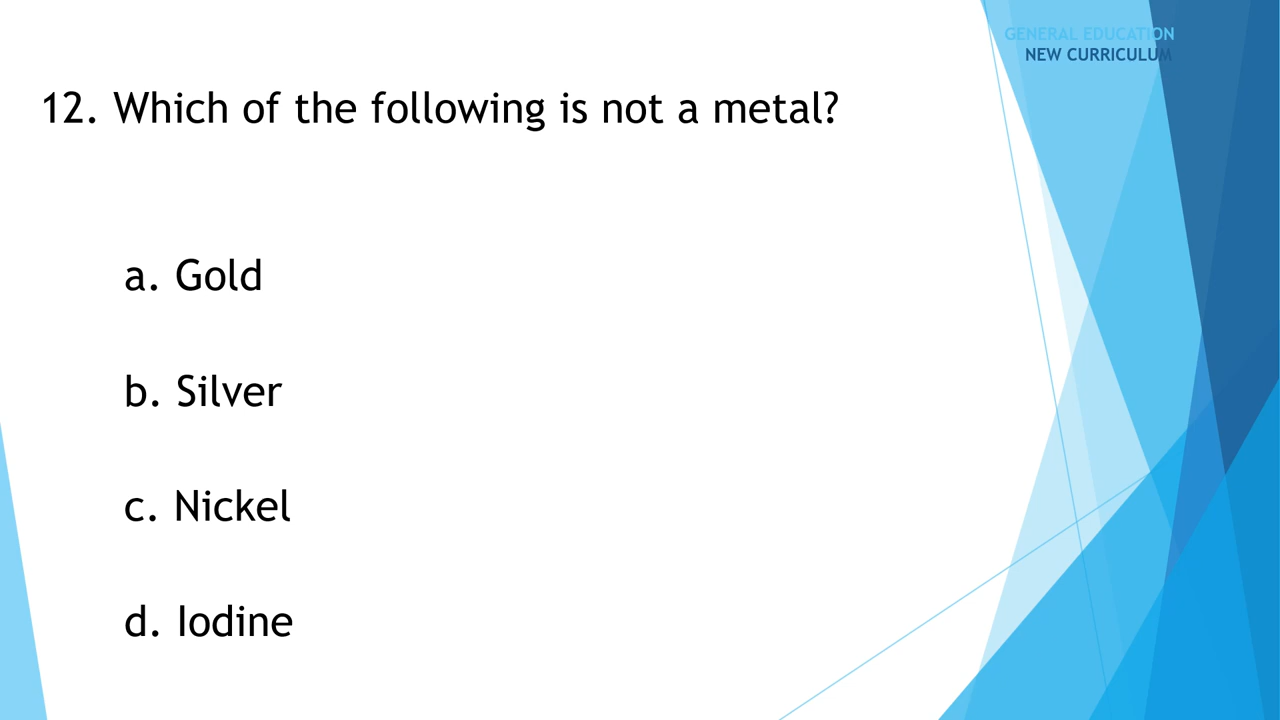 GENERAL EDUCATION
NEW CURRICULUM
12. Which of the following is not a metal?
a. Gold
b. Silver
c. Nickel
d. Iodine